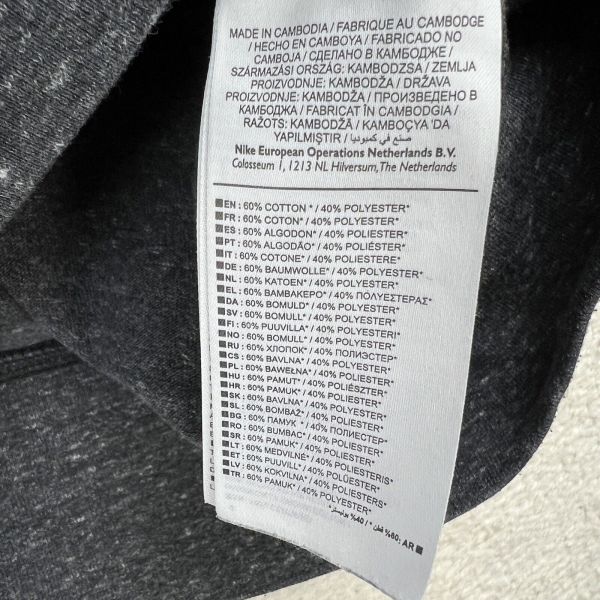 MADE IN CAMBODIA / FABRIQUE AU CAMBODGE
/ HECHO EN CAMBOYA / FABRICADO NO
CAMBOJA / СДЕЛАНО В КАМБОДЖЕ /
SZÁRMAZÁSI ORSZÁG: KAMBODZSA / ZEMLJA
PROIZVODNJE: KAMBODŽA / DRŽAVA
PROIZVODNJE: KAMBODŽA / ПРОИЗВЕДЕНО В
КАМБОДЖА / FABRICAT ÎN CAMBODGIA /
RAŽOTS: KAMBODŽĀ / KAMBOÇYA 'DA
YAPILMIŞTIR / صنع في كمبوديا
Nike European Operations Netherlands B.V.
Colosseum 1, 1213 NL Hilversum, The Netherlands
EN : 60% COTTON * / 40% POLYESTER*
FR : 60% COTON* / 40% POLYESTER*
ES : 60% ALGODON* / 40% POLIESTER*
PT : 60% ALGODÃO* / 40% POLIÉSTER*
IT : 60% COTONE* / 40% POLIESTERE*
DE : 60% BAUMWOLLE* / 40% POLYESTER*
NL : 60% KATOEN* / 40% POLYESTER*
EL : 60% ΒΑΜΒΑΚΕΡΟ* / 40% ΠΟΛΥΕΣΤΕΡΑΣ*
DA : 60% BOMULD* / 40% POLYESTER*
SV : 60% BOMULL* / 40% POLYESTER*
FI : 60% PUUVILLA* / 40% POLYESTERI*
NO : 60% BOMULL* / 40% POLYESTER*
RU : 60% ХЛОПОК* / 40% ПОЛИЭСТЕР*
CS : 60% BAVLNA* / 40% POLYESTER*
PL : 60% BAWEŁNA* / 40% POLIESTER*
HU : 60% PAMUT* / 40% POLIÉSZTER*
HR : 60% PAMUK* / 40% POLIESTER*
SK : 60% BAVLNA* / 40% POLYESTER*
SL : 60% BOMBAŽ* / 40% POLIESTER*
BG : 60% ПАМУК * / 40% ПОЛИЕСТЕР*
RO : 60% BUMBAC* / 40% POLIESTER*
SR : 60% PAMUK* / 40% POLIESTER*
LT : 60% MEDVILNĖ* / 40% POLIESTERIS*
ET : 60% PUUVILL* / 40% POLÜESTER*
LV : 60% KOKVILNA* / 40% POLIESTERS*
TR : 60% PAMUK* / 40% POLYESTER*
AR :60% قطن * / 40% بوليستر*